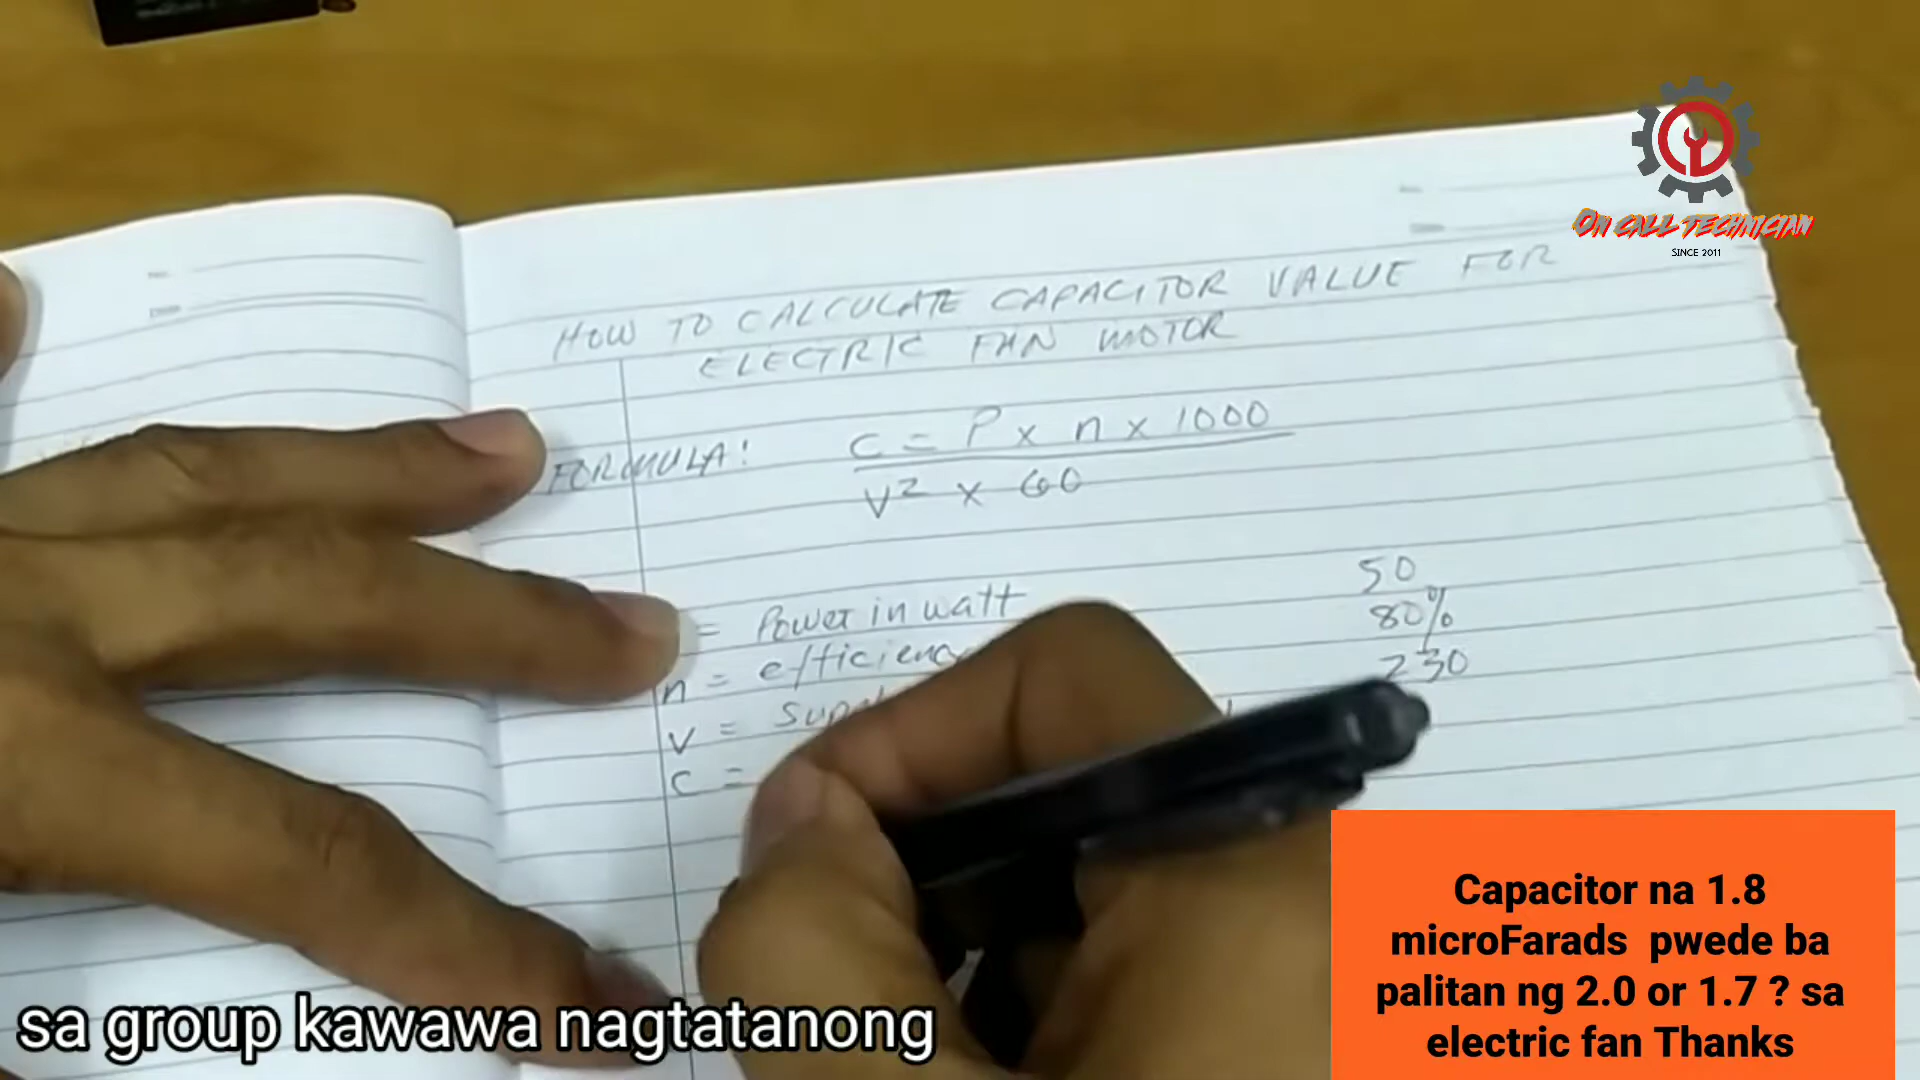 ON CALL TECHNICIAN
SINCE 2011
HOW TO CALCULATE CAPACITOR VALUE FOR
ELECTRIC FAN MOTOR
FORMULA: C = P x n x 1000
V² x 60
= Power in watt 50
n = efficiency 80%
V = 230
C =
Capacitor na 1.8
microFarads pwede ba
palitan ng 2.0 or 1.7 ? sa
electric fan Thanks
sa group kawawa nagtatanong